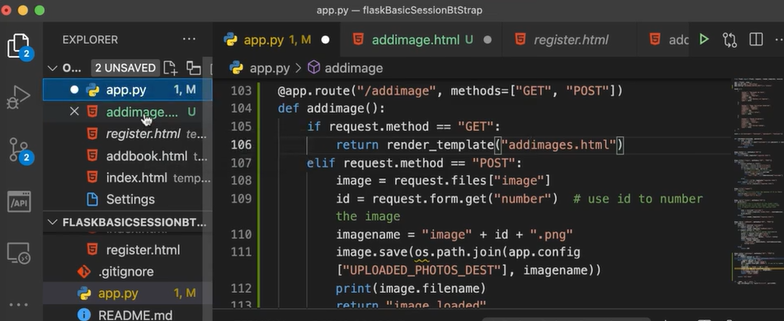 app.py — flaskBasicSessionBtStrap
EXPLORER ...
app.py 1, M
addimage.html U
register.html
add
O... 2 UNSAVED
app.py 1, M
addimage.... U
register.html te...
addbook.html t...
index.html temp...
Settings
FLASKBASICSESSIONBT...
register.html
.gitignore
app.py 1, M
README.md
2
2
/API
...
app.py > addimage
103 @app.route("/addimage", methods=["GET", "POST"])
104 def addimage():
105 if request.method == "GET":
106 return render_template("addimages.html")
107 elif request.method == "POST":
108 image = request.files["image"]
109 id = request.form.get("number") # use id to number
the image
110 imagename = "image" + id + ".png"
111 image.save(os.path.join(app.config
["UPLOADED_PHOTOS_DEST"], imagename))
112 print(image.filename)
113 return "image loaded"